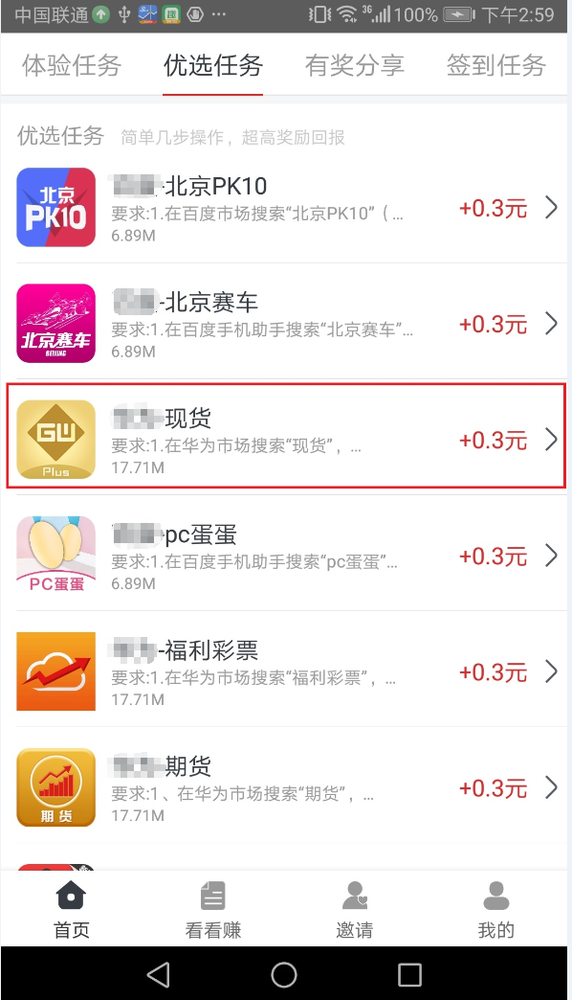 中国联通 3G 100% 下午2:59
体验任务 优选任务 有奖分享 签到任务
优选任务 简单几步操作，超高奖励回报
北京
PK10
-北京PK10
要求:1.在百度市场搜索“北京PK10”（...
6.89M
+0.3元
北京赛车
BEIJING
-北京赛车
要求:1.在百度手机助手搜索“北京赛车”...
6.89M
+0.3元
GW
Plus
-现货
要求:1.在华为市场搜索“现货”，...
17.71M
+0.3元
PC蛋蛋
-pc蛋蛋
要求:1.在百度手机助手搜索“pc蛋蛋”...
6.89M
+0.3元
-福利彩票
要求:1.在华为市场搜索“福利彩票”，...
17.71M
+0.3元
期货
-期货
要求:1、在华为市场搜索“期货”，...
17.71M
+0.3元
首页 看看赚 邀请 我的